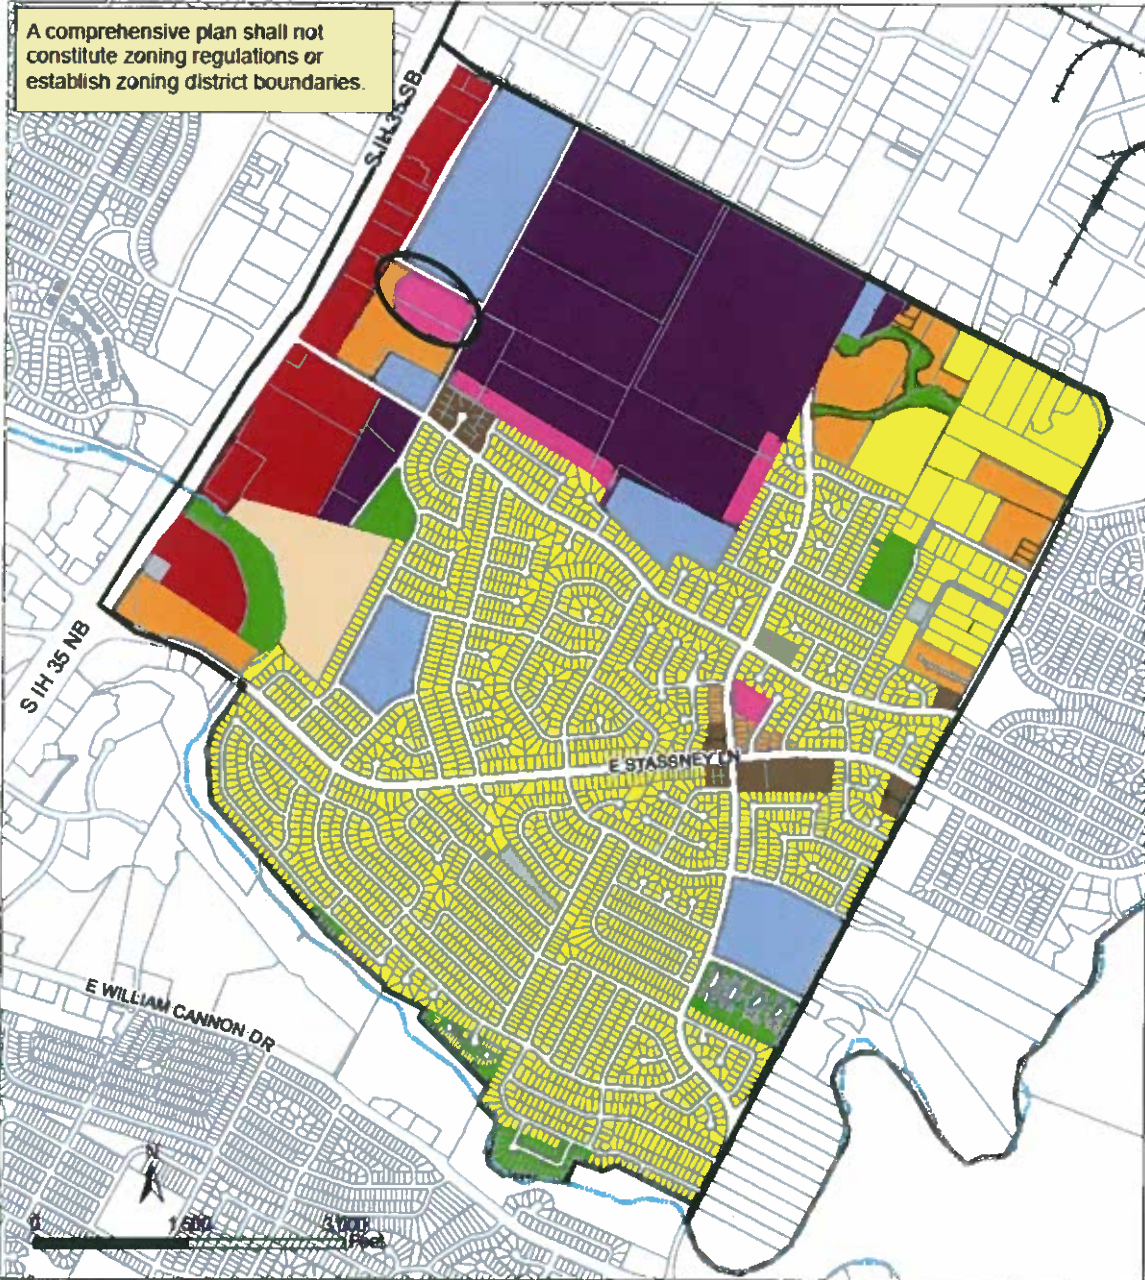 A comprehensive plan shall not
constitute zoning regulations or
establish zoning district boundaries.
S IH 35 SB
S IH 35 NB
E STASSNEY LN
E WILLIAM CANNON DR
N
0 1,500 3,000
Feet